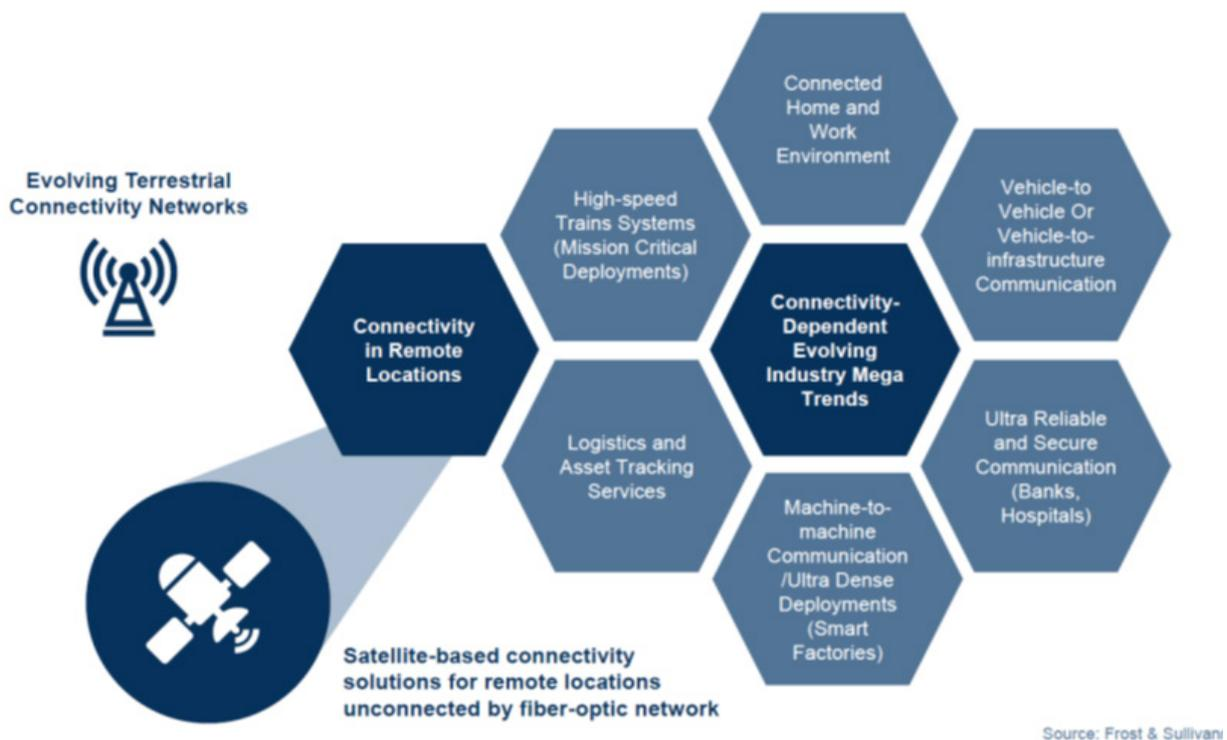 Evolving Terrestrial
Connectivity Networks
Connectivity
in Remote
Locations
High-speed
Trains Systems
(Mission Critical
Deployments)
Logistics and
Asset Tracking
Services
Connected
Home and
Work
Environment
Connectivity-
Dependent
Evolving
Industry Mega
Trends
Machine-to-
machine
Communication
/Ultra Dense
Deployments
(Smart
Factories)
Vehicle-to
Vehicle Or
Vehicle-to-
infrastructure
Communication
Ultra Reliable
and Secure
Communication
(Banks,
Hospitals)
Satellite-based connectivity
solutions for remote locations
unconnected by fiber-optic network
Source: Frost & Sullivann